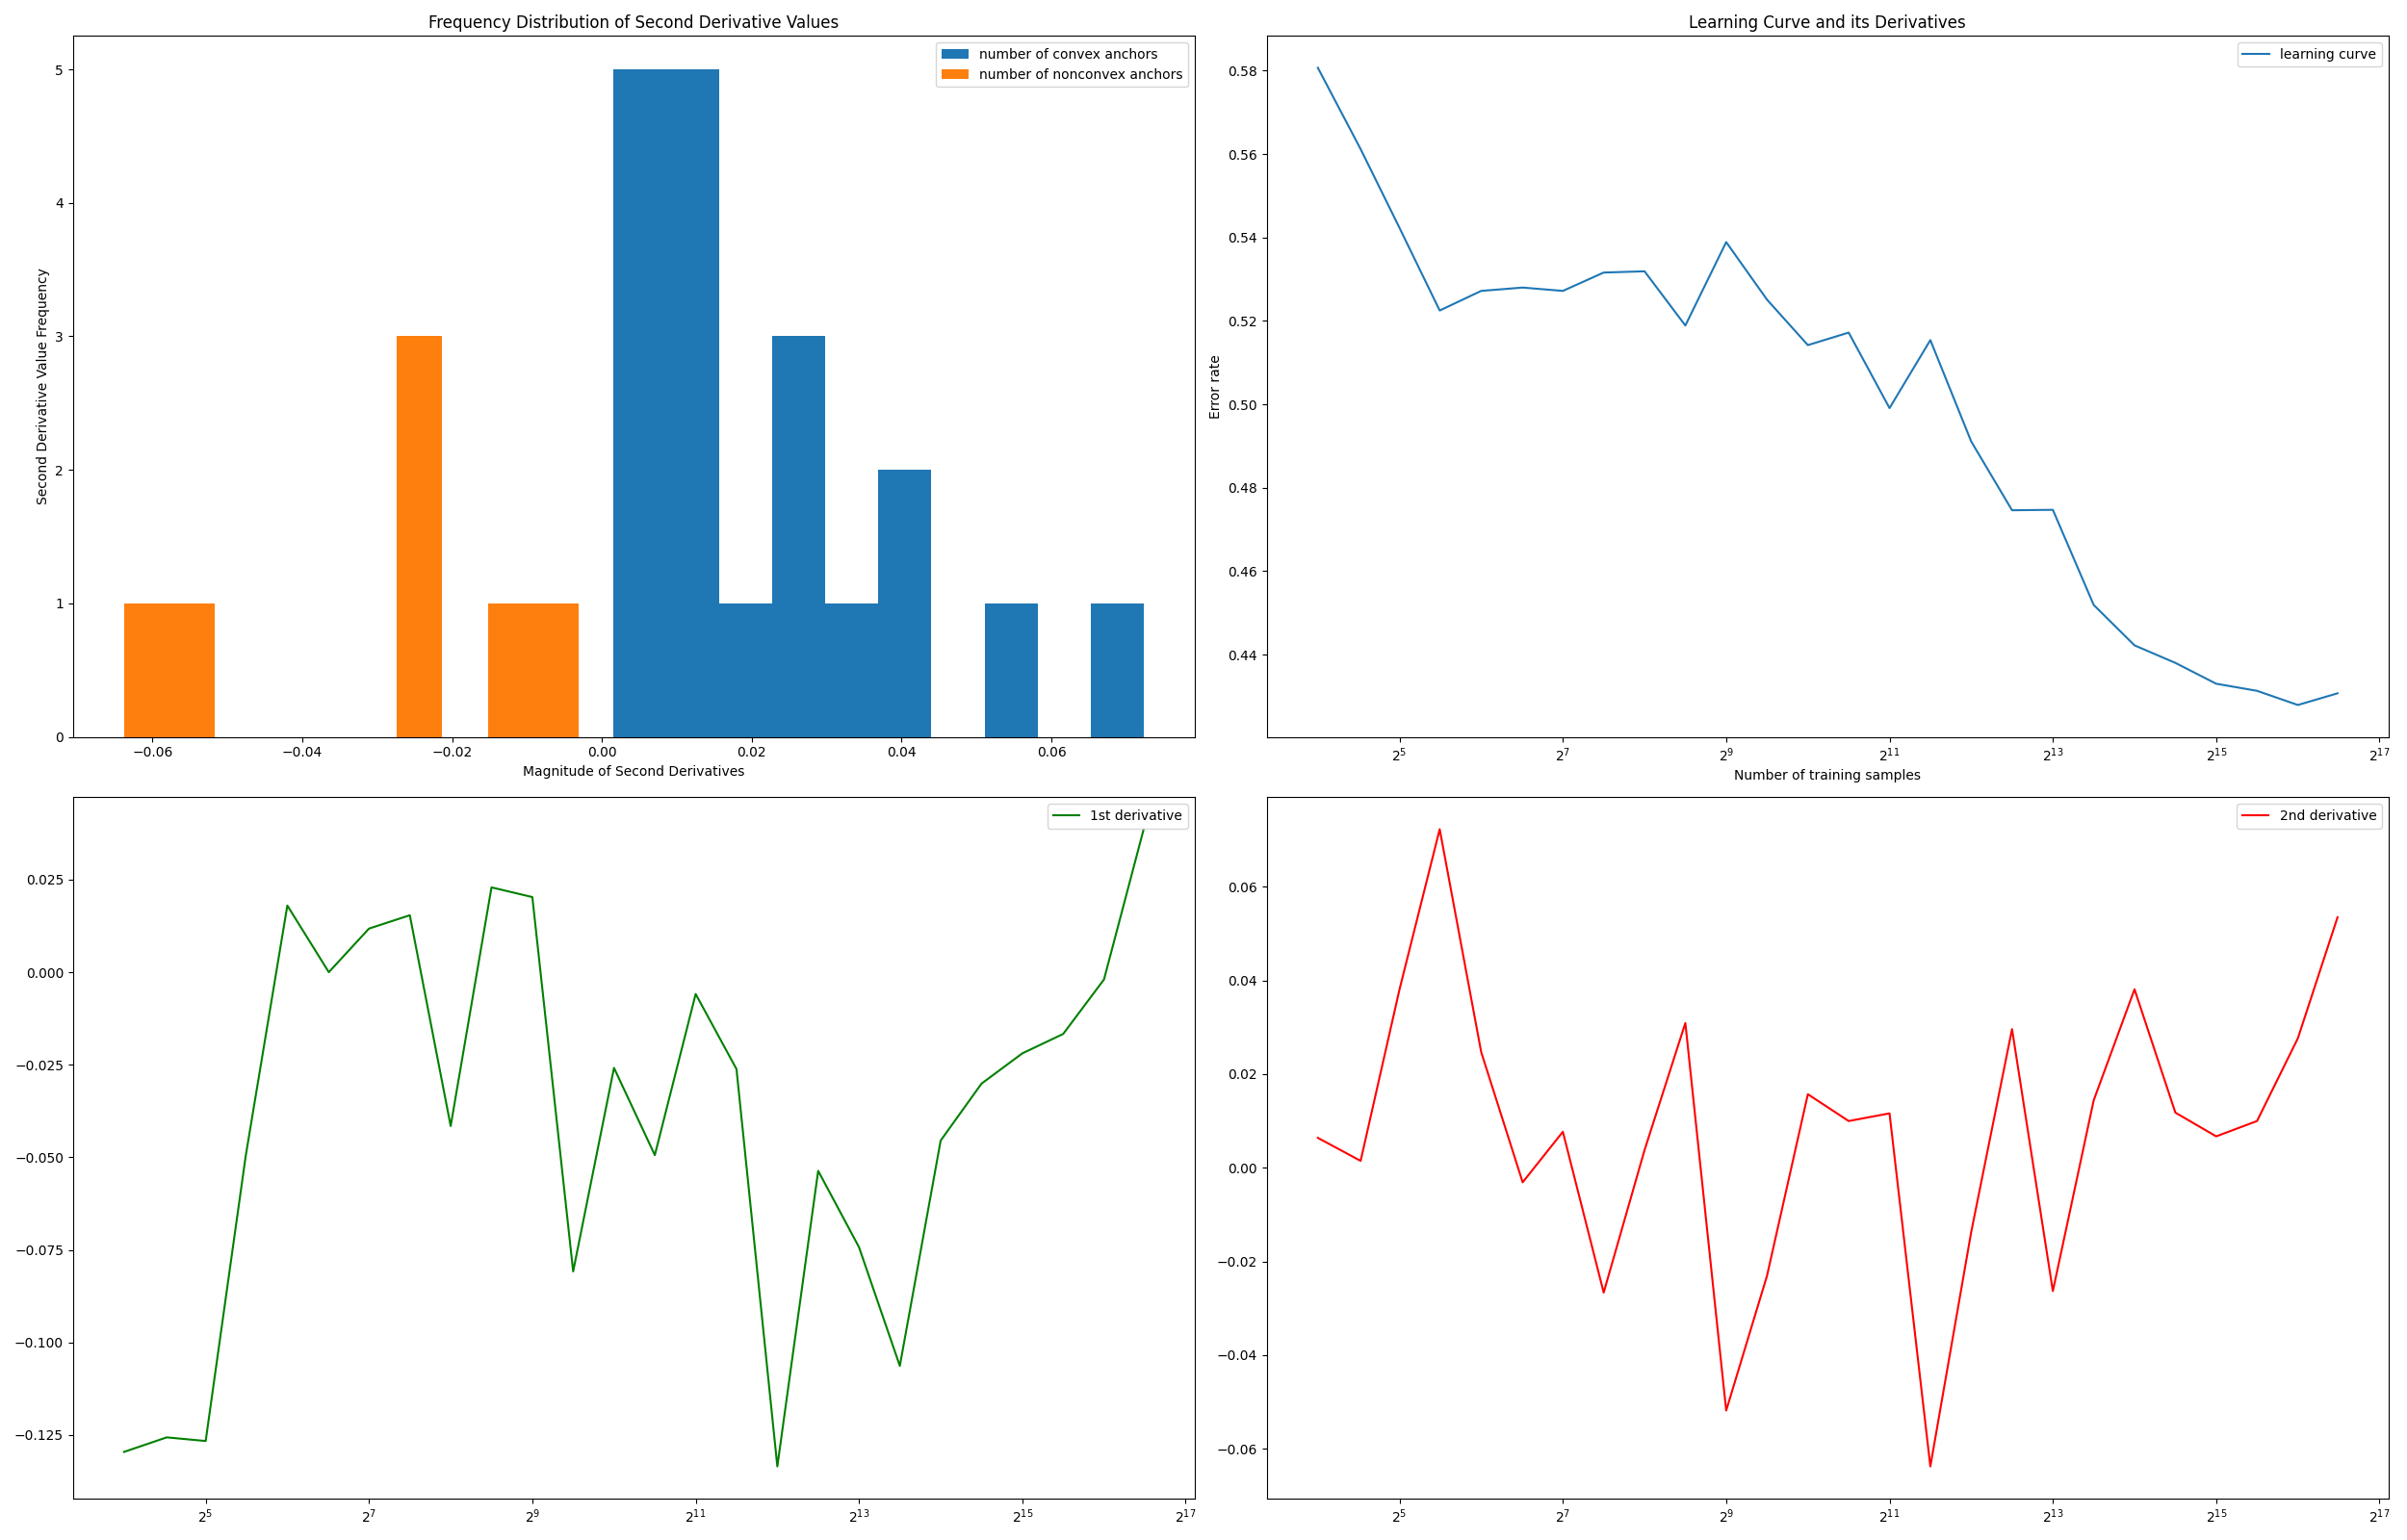 Frequency Distribution of Second Derivative Values
number of convex anchors
number of nonconvex anchors
Second Derivative Value Frequency
5
4
3
2
1
0
−0.06 −0.04 −0.02 0.00 0.02 0.04 0.06
Magnitude of Second Derivatives
Learning Curve and its Derivatives
learning curve
Error rate
0.58
0.56
0.54
0.52
0.50
0.48
0.46
0.44
2^5 2^7 2^9 2^11 2^13 2^15 2^17
Number of training samples
1st derivative
0.025
0.000
−0.025
−0.050
−0.075
−0.100
−0.125
2^5 2^7 2^9 2^11 2^13 2^15 2^17
2nd derivative
0.06
0.04
0.02
0.00
−0.02
−0.04
−0.06
2^5 2^7 2^9 2^11 2^13 2^15 2^17